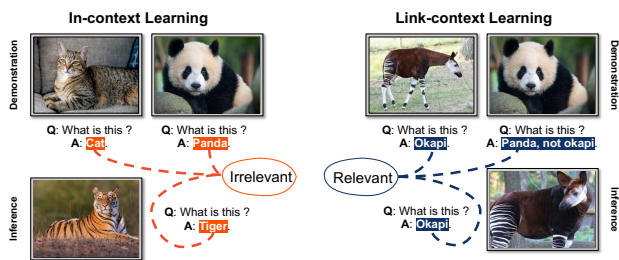 In-context Learning
Link-context Learning
Demonstration
Q: What is this ?
A: Cat.
Q: What is this ?
A: Panda.
Irrelevant
Inference
Q: What is this ?
A: Tiger.
Demonstration
Q: What is this ?
A: Okapi.
Q: What is this ?
A: Panda, not okapi.
Relevant
Q: What is this ?
A: Okapi.
Inference